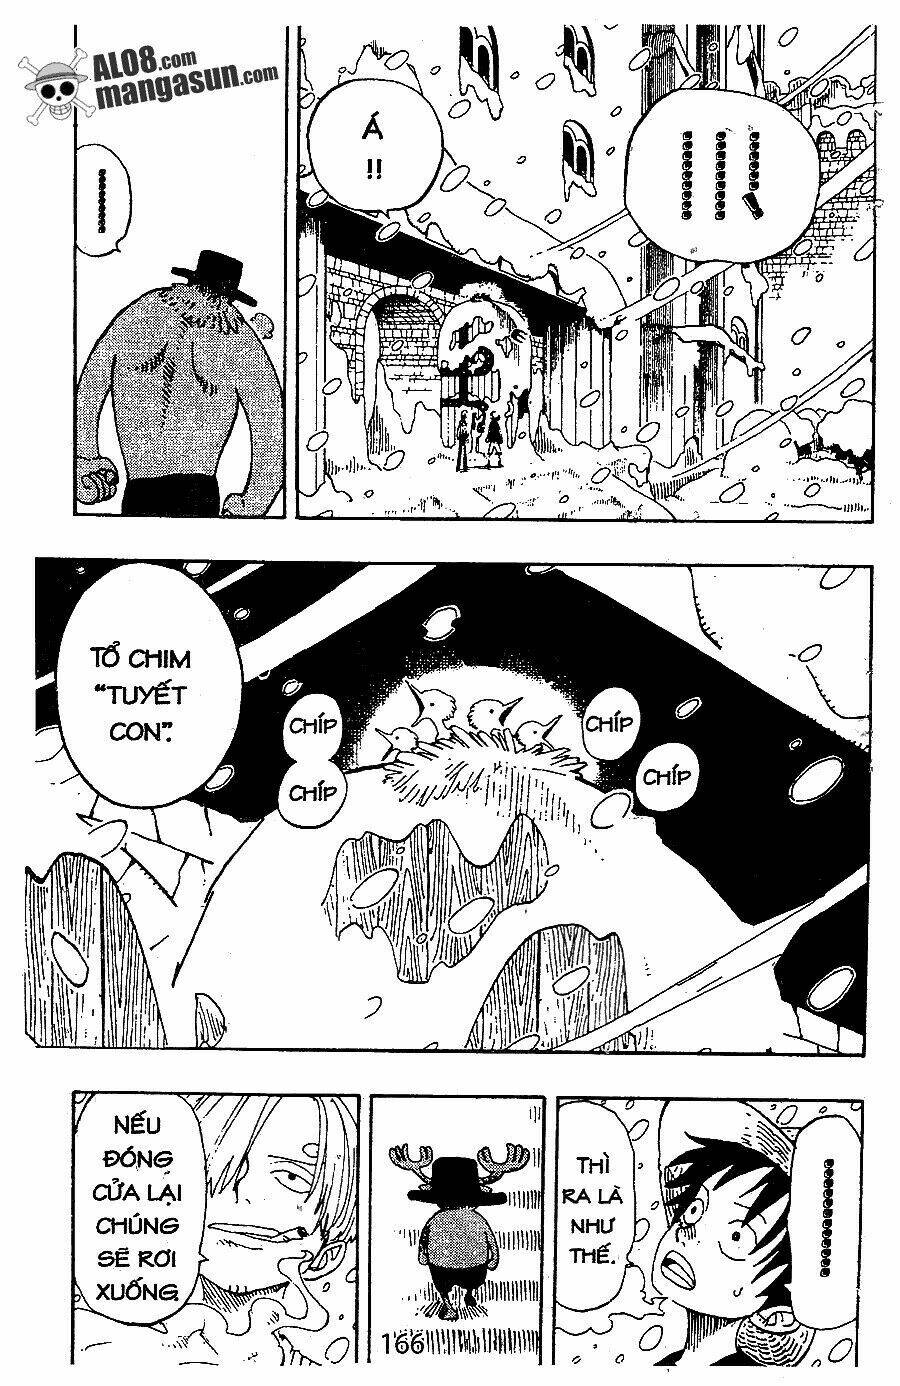 AL08.com
mangasun.com
Á
!!
TỔ CHIM
"TUYẾT
CON".
CHÍP
CHÍP
CHÍP
CHÍP
THÌ
RA LÀ
NHƯ
THẾ.
NẾU
ĐÓNG
CỬA LẠI
CHÚNG
SẼ RƠI
XUỐNG.
166